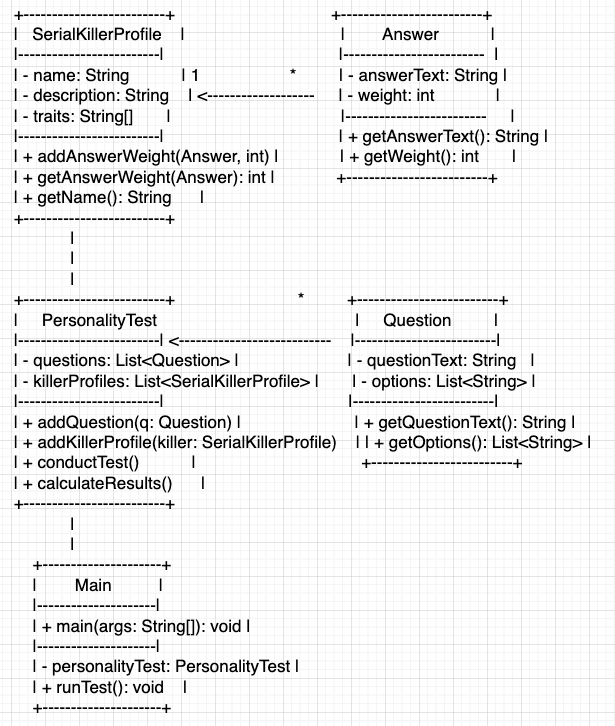 +------------------------+
| SerialKillerProfile |
|------------------------|
| - name: String | 1
| - description: String |
| - traits: String[] |
|------------------------|
| + addAnswerWeight(Answer, int) |
| + getAnswerWeight(Answer): int |
| + getName(): String |
+------------------------+
*
<-------------------
+------------------------+
| Answer |
|------------------------ |
| - answerText: String |
| - weight: int |
|------------------------ |
| + getAnswerText(): String |
| + getWeight(): int |
+------------------------+
|
|
|
+------------------------+
| PersonalityTest
|------------------------|
| - questions: List<Question> |
| - killerProfiles: List<SerialKillerProfile> |
|------------------------|
| + addQuestion(q: Question) |
| + addKillerProfile(killer: SerialKillerProfile) |
| + conductTest() |
| + calculateResults() |
+------------------------+
*
<--------------------------
+------------------------+
| Question |
|------------------------|
| - questionText: String |
| - options: List<String> |
|------------------------|
| + getQuestionText(): String |
| + getOptions(): List<String> |
+------------------------+
|
|
+--------------------+
| Main |
|--------------------|
| + main(args: String[]): void |
|--------------------|
| - personalityTest: PersonalityTest |
| + runTest(): void |
+--------------------+